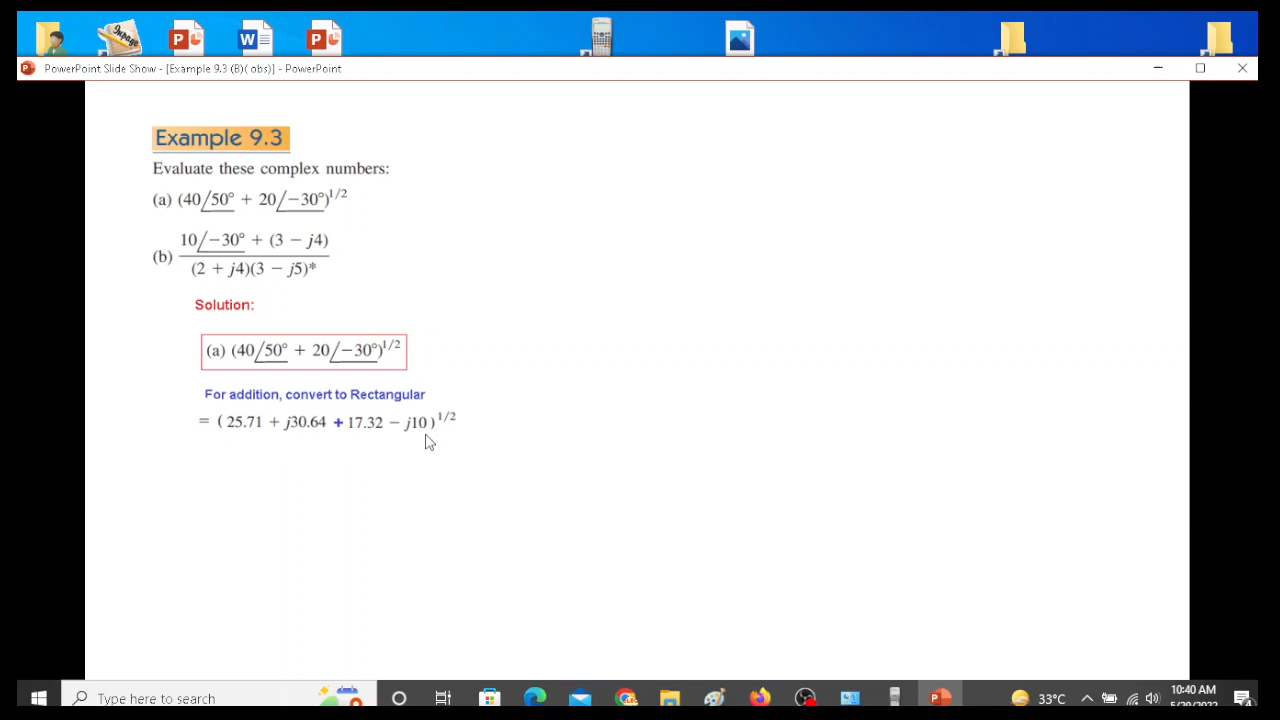 PowerPoint Slide Show - [Example 9.3 (B)( obs)] - PowerPoint
Example 9.3
Evaluate these complex numbers:
(a) (40/50° + 20/−30°)^1/2
10/−30° + (3 − j4)
(b)
(2 + j4)(3 − j5)*
Solution:
(a) (40/50° + 20/−30°)^1/2
For addition, convert to Rectangular
= ( 25.71 + j30.64 + 17.32 − j10 )^1/2
Type here to search
33°C
10:40 AM